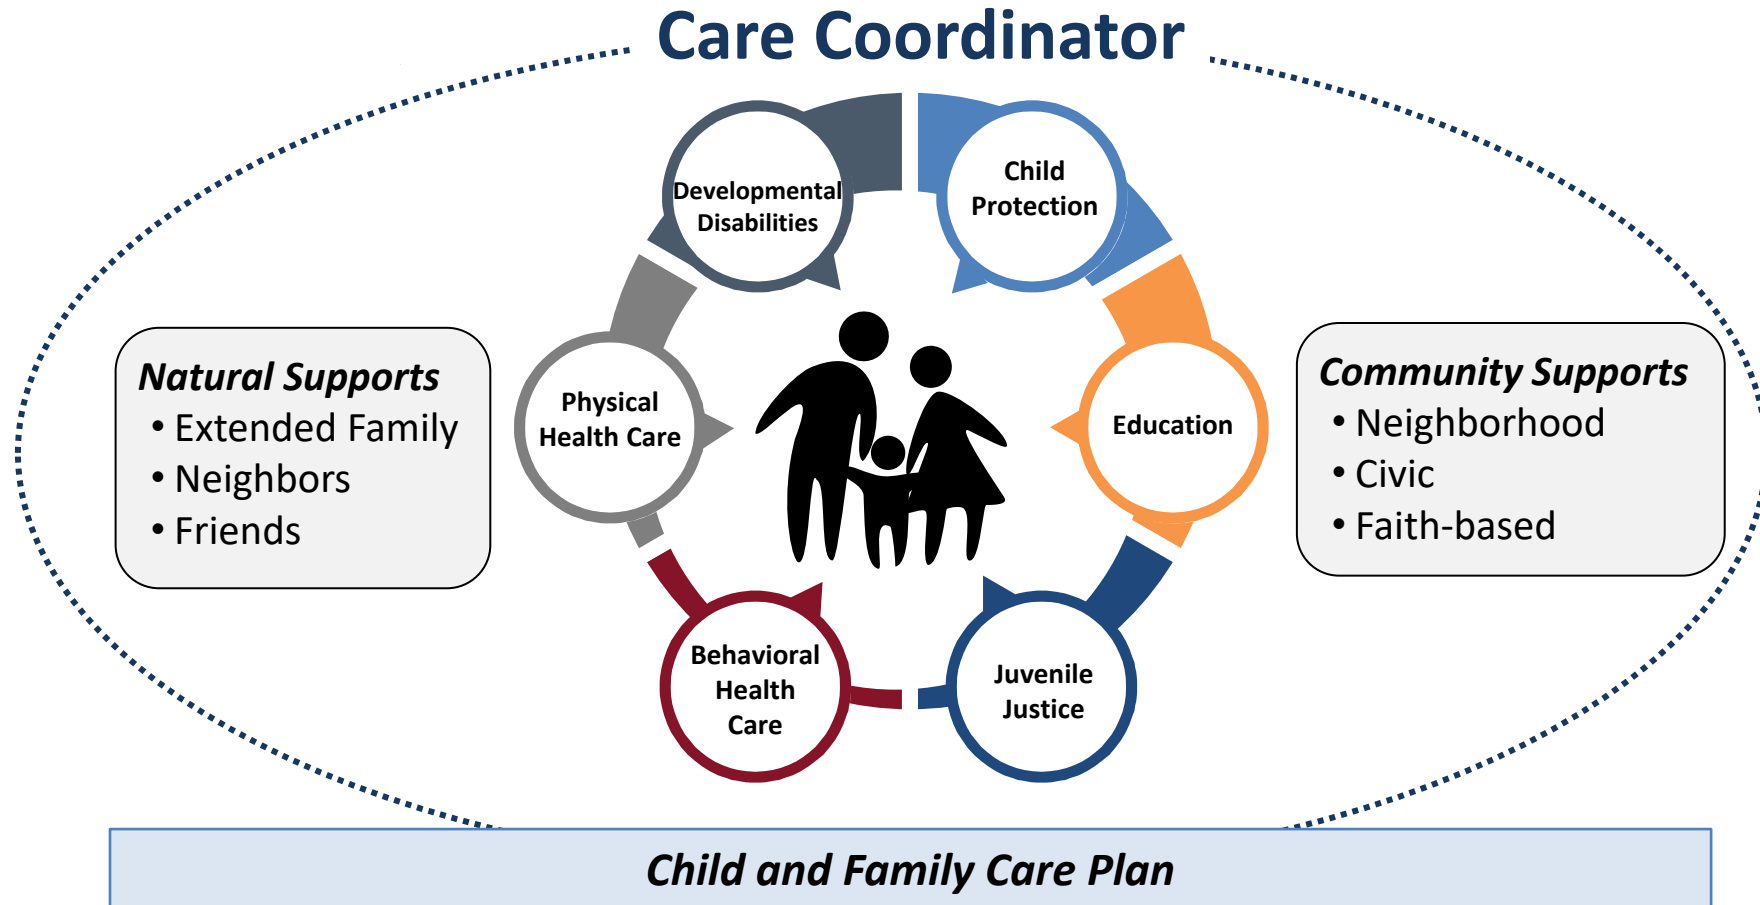 Care Coordinator
Developmental
Disabilities
Child
Protection
Natural Supports
• Extended Family
• Neighbors
• Friends
Physical
Health Care
Education
Community Supports
• Neighborhood
• Civic
• Faith-based
Behavioral
Health
Care
Juvenile
Justice
Child and Family Care Plan